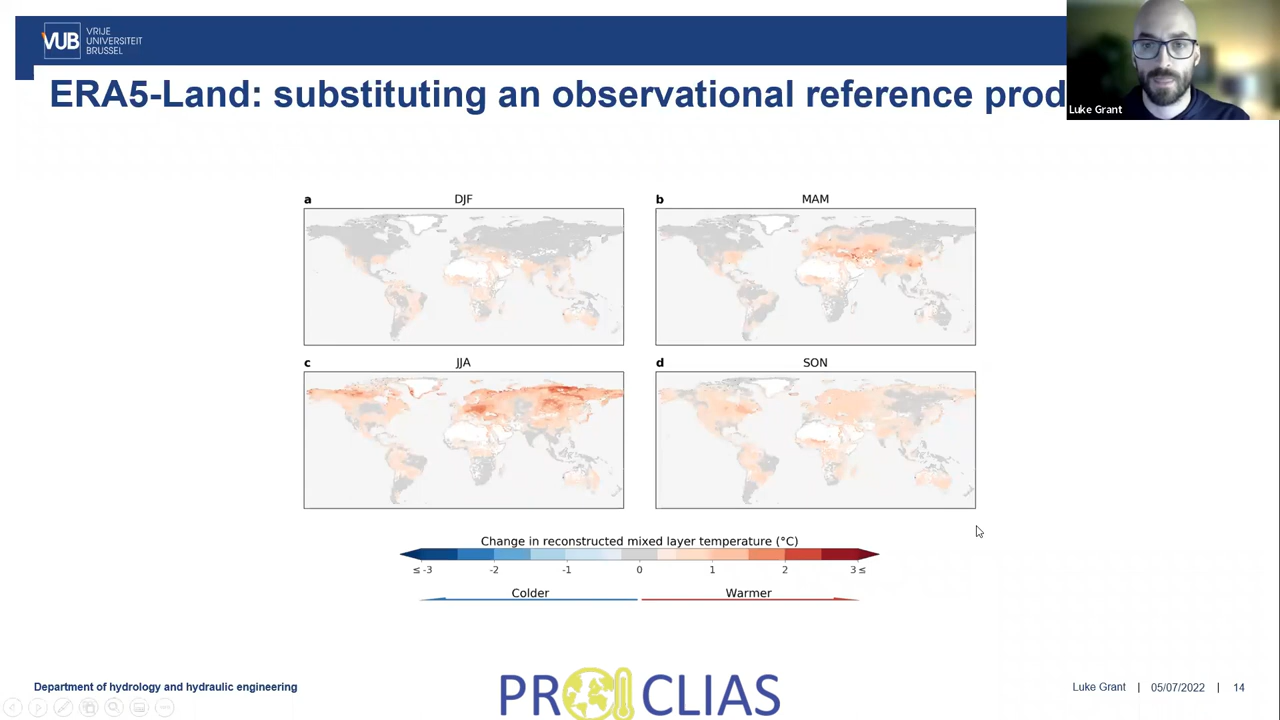 VUB
VRIJE
UNIVERSITEIT
BRUSSEL
ERA5-Land: substituting an observational reference prod
Luke Grant
a DJF
b MAM
c JJA
d SON
Change in reconstructed mixed layer temperature (°C)
≤ -3 -2 -1 0 1 2 3 ≤
Colder Warmer
Department of hydrology and hydraulic engineering
PROCLIAS
Luke Grant | 05/07/2022 | 14